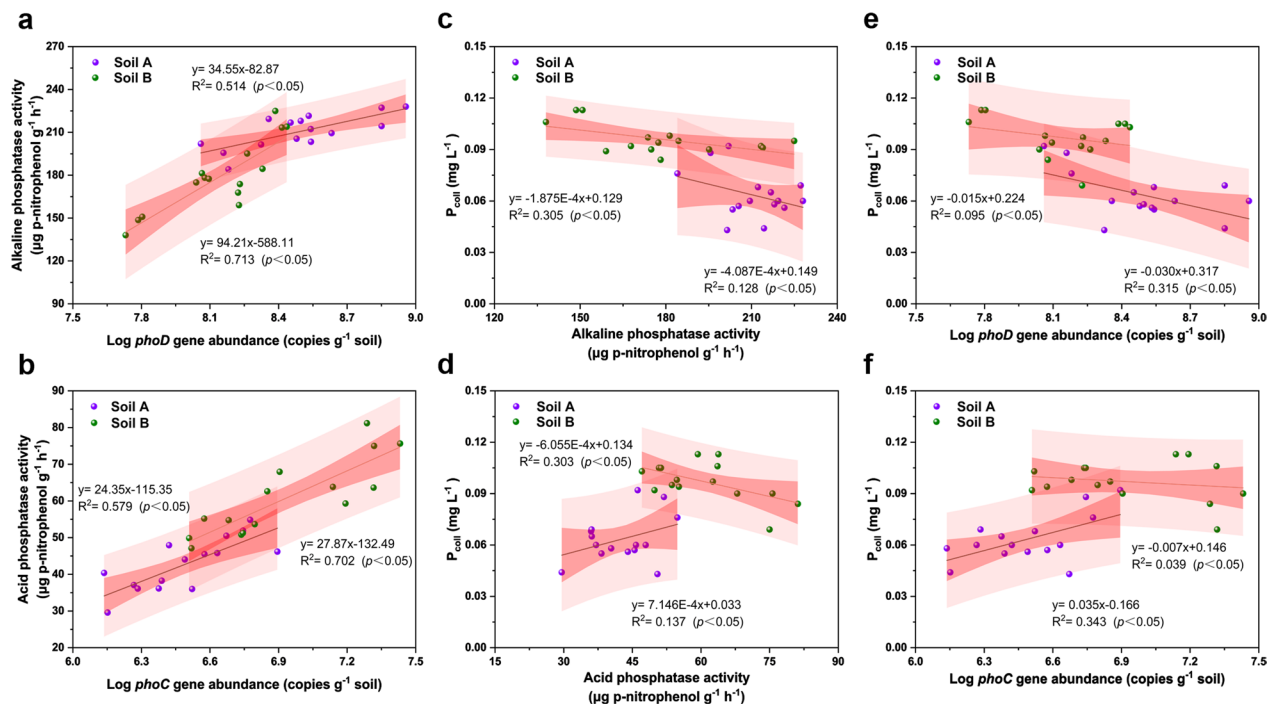 a
Soil A
Soil B
y= 34.55x-82.87
R²= 0.514 (p<0.05)
y= 94.21x-588.11
R²= 0.713 (p<0.05)
270
240
210
180
150
120
90
7.5
7.8
8.1
8.4
8.7
9.0
Alkaline phosphatase activity
(μg p-nitrophenol g⁻¹ h⁻¹)
Log phoD gene abundance (copies g⁻¹ soil)
c
Soil A
Soil B
y= -1.875E-4x+0.129
R²= 0.305 (p<0.05)
y= -4.087E-4x+0.149
R²= 0.128 (p<0.05)
0.15
0.12
0.09
0.06
0.03
0.00
120
150
180
210
240
P_coll (mg L⁻¹)
Alkaline phosphatase activity
(μg p-nitrophenol g⁻¹ h⁻¹)
e
Soil A
Soil B
y= -0.015x+0.224
R²= 0.095 (p<0.05)
y= -0.030x+0.317
R²= 0.315 (p<0.05)
0.15
0.12
0.09
0.06
0.03
0.00
7.5
7.8
8.1
8.4
8.7
9.0
P_coll (mg L⁻¹)
Log phoD gene abundance (copies g⁻¹ soil)
b
Soil A
Soil B
y= 24.35x-115.35
R²= 0.579 (p<0.05)
y= 27.87x-132.49
R²= 0.702 (p<0.05)
90
80
70
60
50
40
30
20
6.0
6.3
6.6
6.9
7.2
7.5
Acid phosphatase activity
(μg p-nitrophenol g⁻¹ h⁻¹)
Log phoC gene abundance (copies g⁻¹ soil)
d
Soil A
Soil B
y= -6.055E-4x+0.134
R²= 0.303 (p<0.05)
y= 7.146E-4x+0.033
R²= 0.137 (p<0.05)
0.15
0.12
0.09
0.06
0.03
0.00
15
30
45
60
75
90
P_coll (mg L⁻¹)
Acid phosphatase activity
(μg p-nitrophenol g⁻¹ h⁻¹)
f
Soil A
Soil B
y= -0.007x+0.146
R²= 0.039 (p<0.05)
y= 0.035x-0.166
R²= 0.343 (p<0.05)
0.15
0.12
0.09
0.06
0.03
0.00
6.0
6.3
6.6
6.9
7.2
7.5
P_coll (mg L⁻¹)
Log phoC gene abundance (copies g⁻¹ soil)